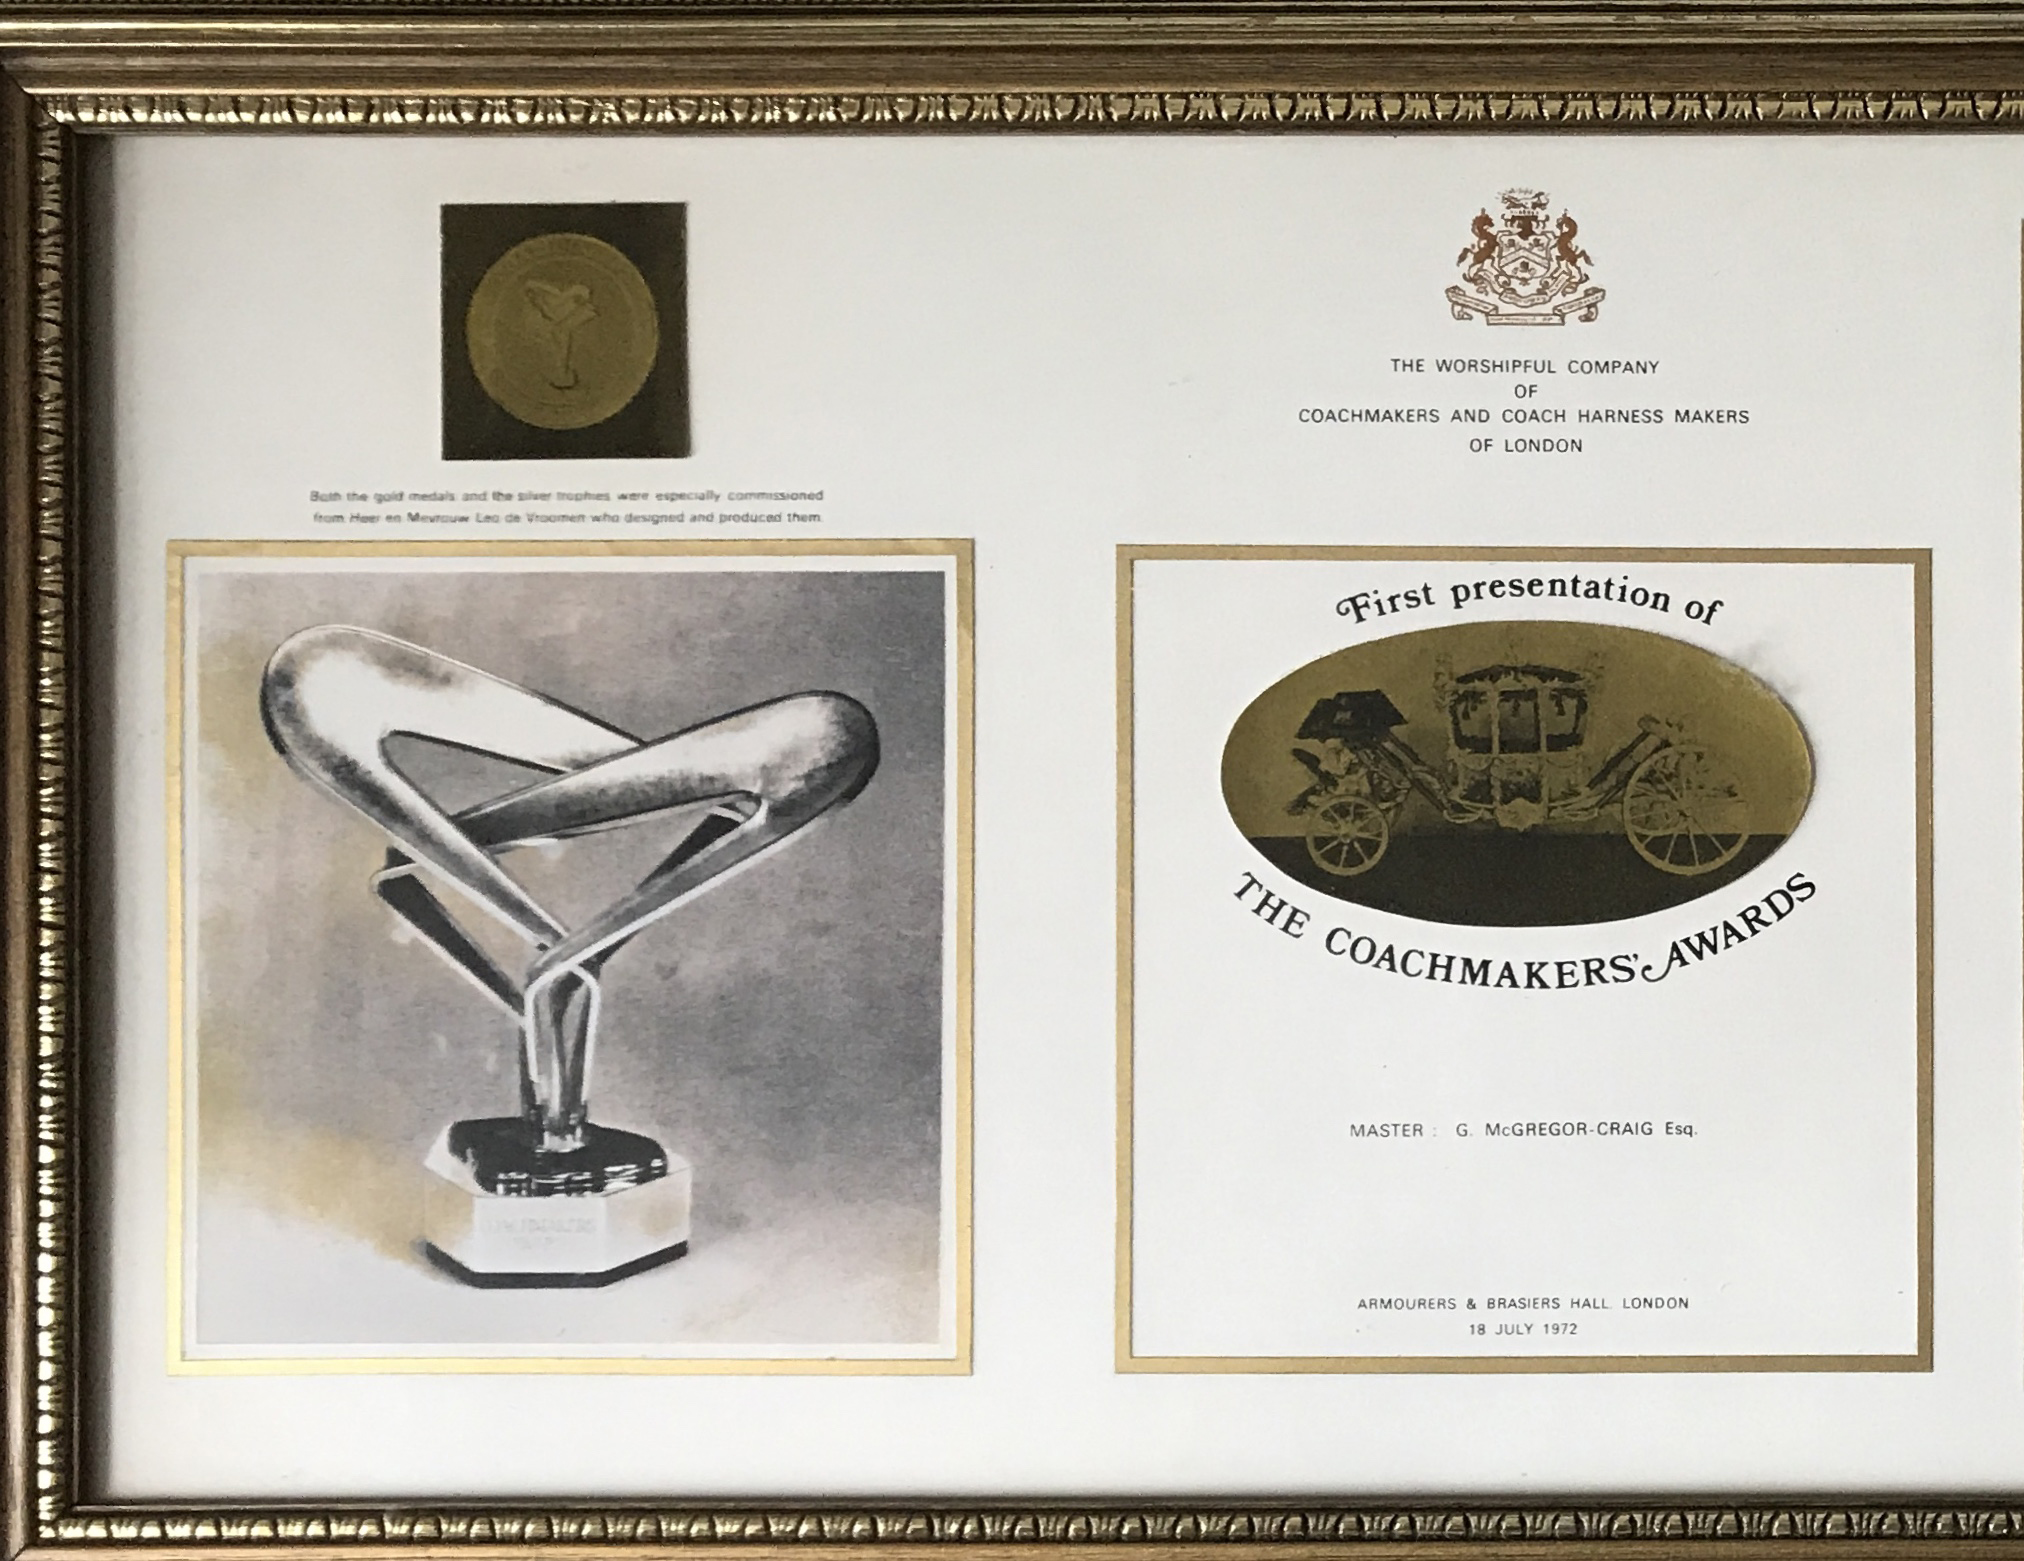 Both the gold medals and the silver trophies were especially commissioned
from Heer en Mevrouw Leo de Vroomen who designed and produced them.
THE WORSHIPFUL COMPANY
OF
COACHMAKERS AND COACH HARNESS MAKERS
OF LONDON
First presentation of
THE COACHMAKERS' AWARDS
MASTER : G. McGREGOR-CRAIG Esq.
ARMOURERS & BRASIERS HALL. LONDON
18 JULY 1972